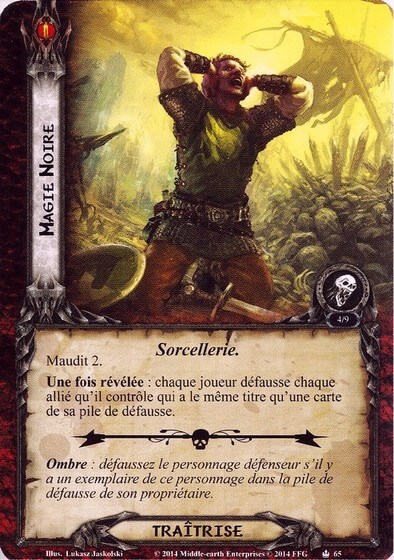 MAGIE NOIRE
4/9
Sorcellerie.
Maudit 2.
Une fois révélée : chaque joueur défausse chaque
allié qu'il contrôle qui a le même titre qu'une carte
de sa pile de défausse.
Ombre : défaussez le personnage défenseur s'il y
a un exemplaire de ce personnage dans la pile de
défausse de son propriétaire.
TRAÎTRISE
Illus. Lukasz Jaskolski © 2014 Middle-earth Enterprises © 2014 FFG 65